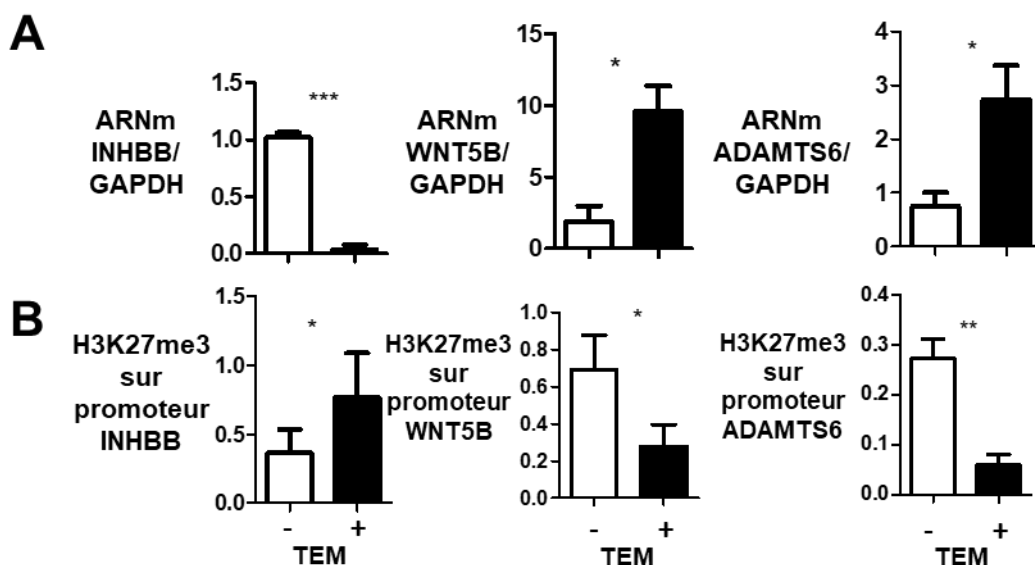 A
ARNm
INHBB/
GAPDH
1.5
1.0
0.5
0.0
***
ARNm
WNT5B/
GAPDH
15
10
5
0
*
ARNm
ADAMTS6/
GAPDH
4
3
2
1
0
*
B
H3K27me3
sur
promoteur
INHBB
1.5
1.0
0.5
0.0
*
- +
TEM
H3K27me3
sur
promoteur
WNT5B
1.0
0.8
0.6
0.4
0.2
0.0
*
- +
TEM
H3K27me3
sur
promoteur
ADAMTS6
0.4
0.3
0.2
0.1
0.0
**
- +
TEM